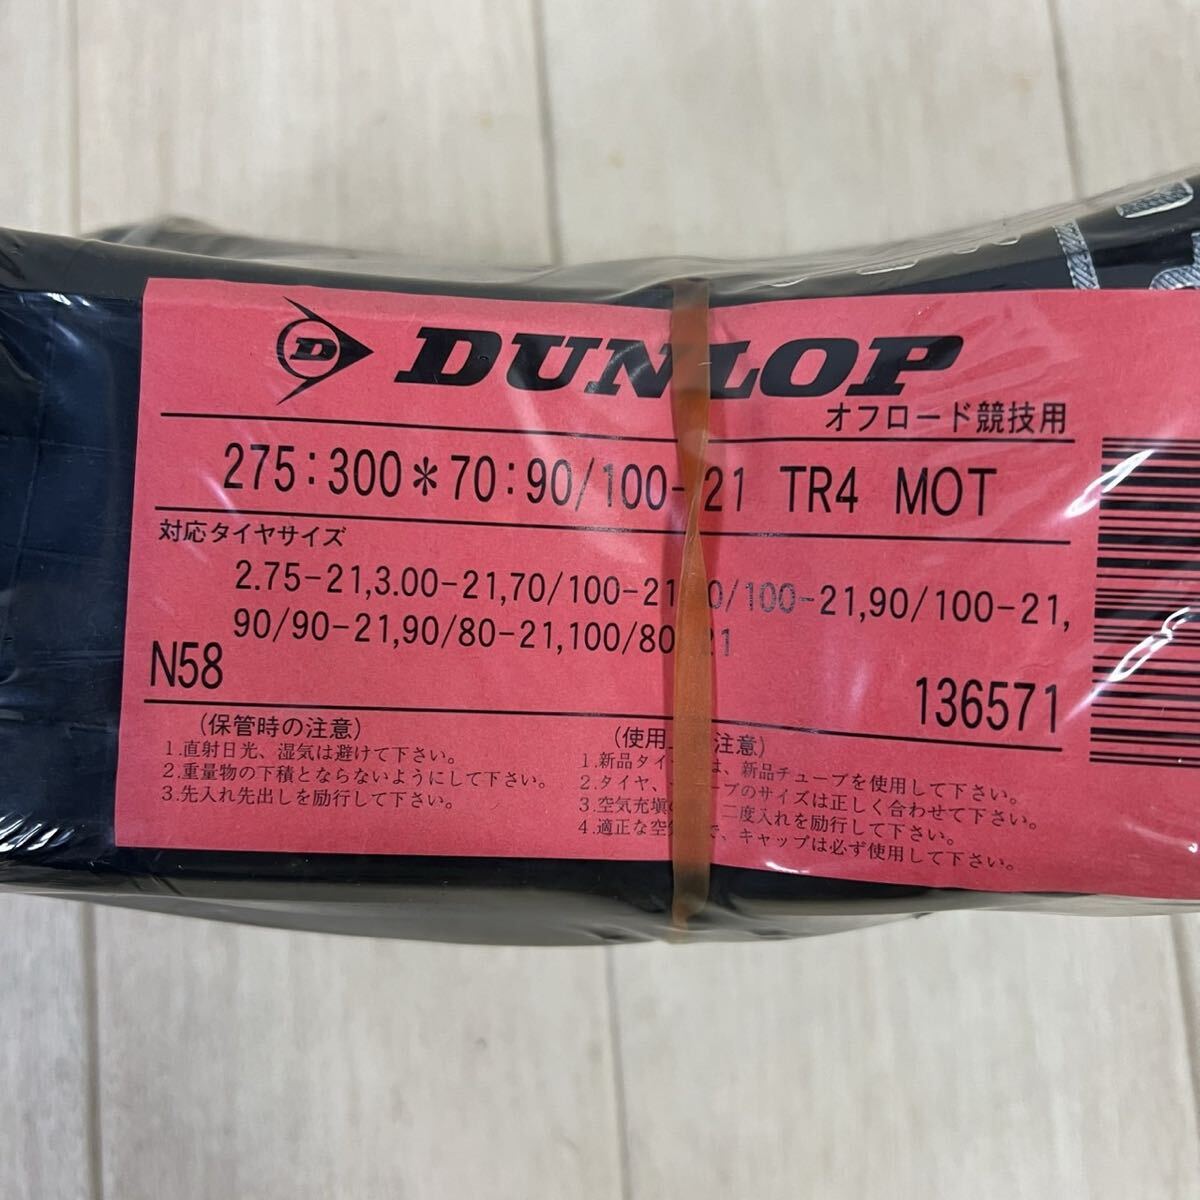 D DUNLOP
オフロード競技用
275:300*70:90/100-21 TR4 MOT
対応タイヤサイズ
2.75-21,3.00-21,70/100-21 0/100-21,90/100-21,
90/90-21,90/80-21,100/80 21
N58
136571
(保管時の注意)
1.直射日光、湿気は避けて下さい。
2.重量物の下積とならないようにして下さい。
3.先入れ先出しを励行して下さい。
(使用 注意)
1.新品タイ は、新品チューブを使用して下さい。
2.タイヤ、 ーブのサイズは正しく合わせて下さい。
3.空気充填 二度入れを励行して下さい。
4.適正な空気 で、キャップは必ず使用して下さい。